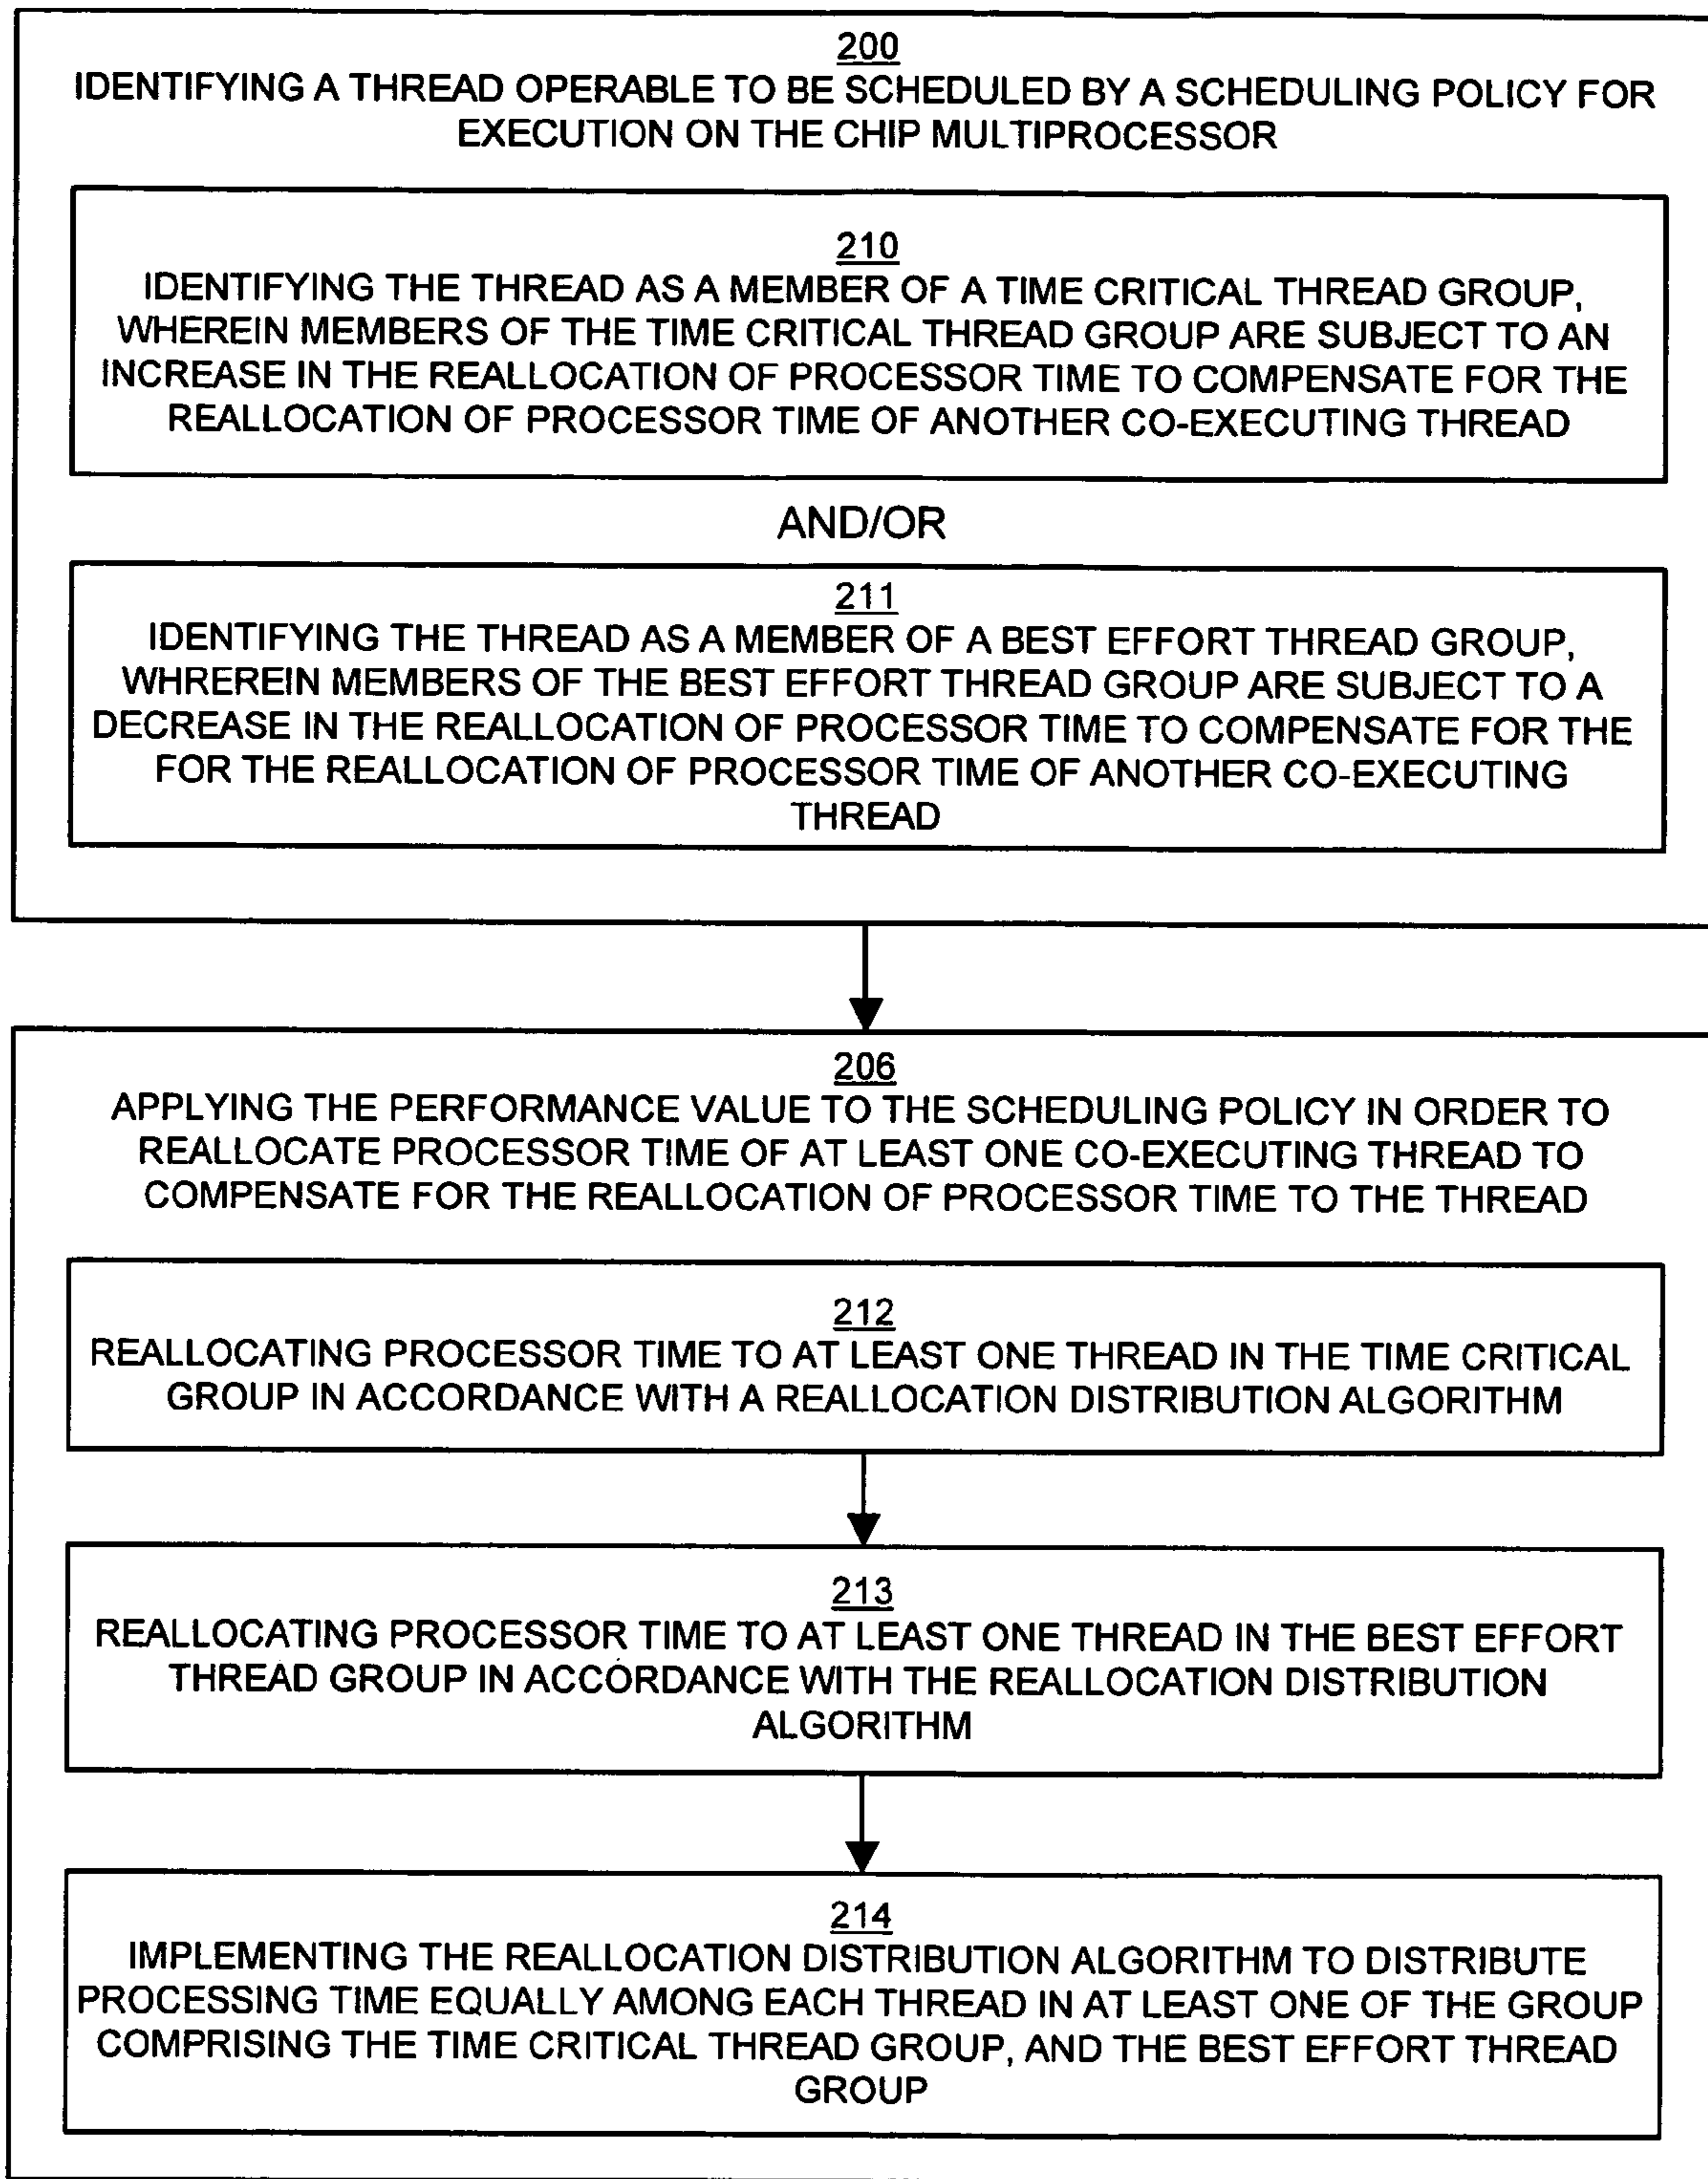 200
IDENTIFYING A THREAD OPERABLE TO BE SCHEDULED BY A SCHEDULING POLICY FOR
EXECUTION ON THE CHIP MULTIPROCESSOR
210
IDENTIFYING THE THREAD AS A MEMBER OF A TIME CRITICAL THREAD GROUP,
WHEREIN MEMBERS OF THE TIME CRITICAL THREAD GROUP ARE SUBJECT TO AN
INCREASE IN THE REALLOCATION OF PROCESSOR TIME TO COMPENSATE FOR THE
REALLOCATION OF PROCESSOR TIME OF ANOTHER CO-EXECUTING THREAD
AND/OR
211
IDENTIFYING THE THREAD AS A MEMBER OF A BEST EFFORT THREAD GROUP,
WHREREIN MEMBERS OF THE BEST EFFORT THREAD GROUP ARE SUBJECT TO A
DECREASE IN THE REALLOCATION OF PROCESSOR TIME TO COMPENSATE FOR THE
FOR THE REALLOCATION OF PROCESSOR TIME OF ANOTHER CO-EXECUTING
THREAD
206
APPLYING THE PERFORMANCE VALUE TO THE SCHEDULING POLICY IN ORDER TO
REALLOCATE PROCESSOR TIME OF AT LEAST ONE CO-EXECUTING THREAD TO
COMPENSATE FOR THE REALLOCATION OF PROCESSOR TIME TO THE THREAD
212
REALLOCATING PROCESSOR TIME TO AT LEAST ONE THREAD IN THE TIME CRITICAL
GROUP IN ACCORDANCE WITH A REALLOCATION DISTRIBUTION ALGORITHM
213
REALLOCATING PROCESSOR TIME TO AT LEAST ONE THREAD IN THE BEST EFFORT
THREAD GROUP IN ACCORDANCE WITH THE REALLOCATION DISTRIBUTION
ALGORITHM
214
IMPLEMENTING THE REALLOCATION DISTRIBUTION ALGORITHM TO DISTRIBUTE
PROCESSING TIME EQUALLY AMONG EACH THREAD IN AT LEAST ONE OF THE GROUP
COMPRISING THE TIME CRITICAL THREAD GROUP, AND THE BEST EFFORT THREAD
GROUP